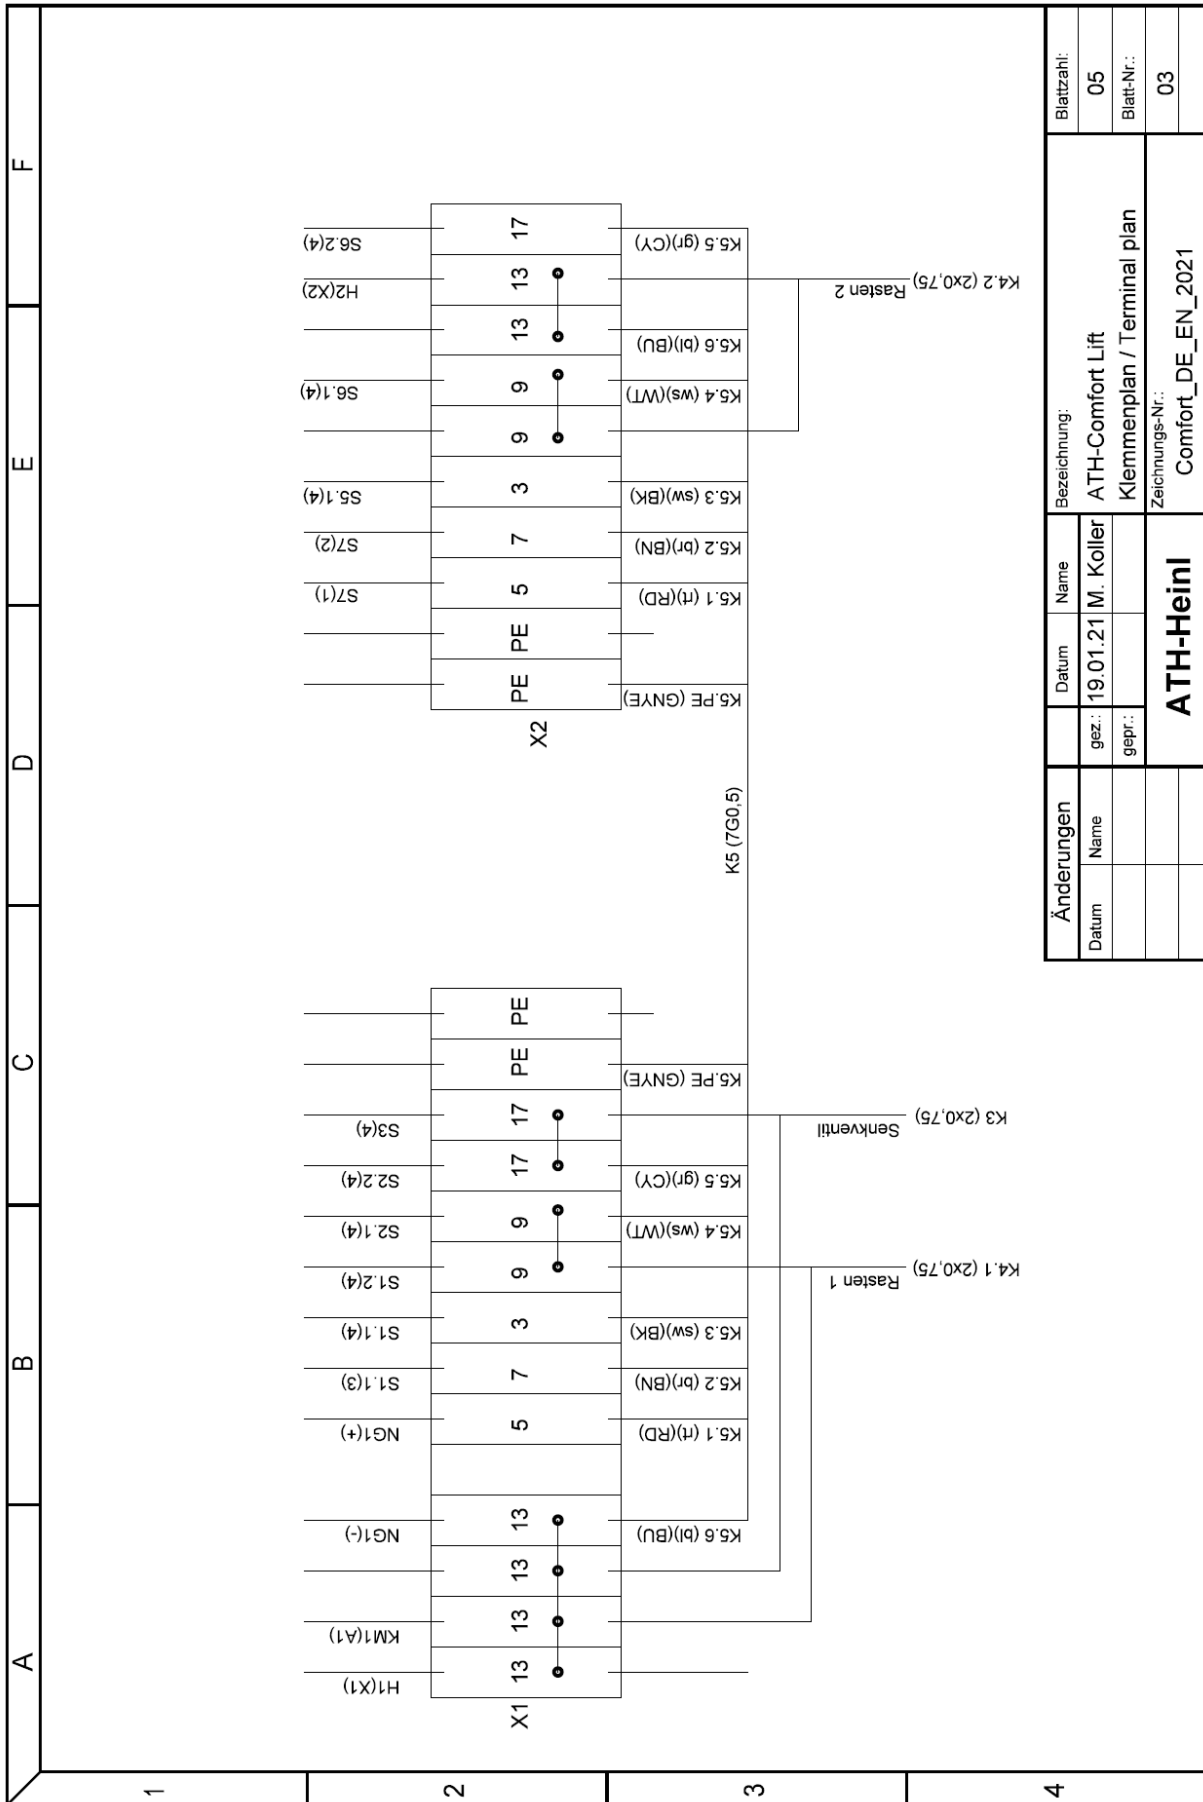 A
B
C
D
E
F
1
2
3
4
H1(X1)
KM1(A1)
NG1(-)
NG1(+)
S1.1(3)
S1.1(4)
S1.2(4)
S2.1(4)
S2.2(4)
S3(4)
X1
13
13
13
13
5
7
3
9
9
17
17
PE
PE
K5.6 (bl)(BU)
K5.1 (rt)(RD)
K5.2 (br)(BN)
K5.3 (sw)(BK)
K5.4 (ws)(WT)
K5.5 (gr)(CY)
K5.PE (GNYE)
Rasten 1
K4.1 (2x0,75)
Senkventil
K3 (2x0,75)
K5 (7G0,5)
S7(1)
S7(2)
S5.1(4)
S6.1(4)
H2(X2)
S6.2(4)
X2
PE
PE
5
7
3
9
9
13
13
17
K5.PE (GNYE)
K5.1 (rt)(RD)
K5.2 (br)(BN)
K5.3 (sw)(BK)
K5.4 (ws)(WT)
K5.6 (bl)(BU)
K5.5 (gr)(CY)
Rasten 2
K4.2 (2x0,75)
Änderungen
Datum
Name
Datum
Name
gez.:
19.01.21
M. Koller
gepr.:
ATH-Heinl
Bezeichnung:
ATH-Comfort Lift
Klemmenplan / Terminal plan
Zeichnungs-Nr.:
Comfort_DE_EN_2021
Blattzahl:
05
Blatt-Nr.:
03